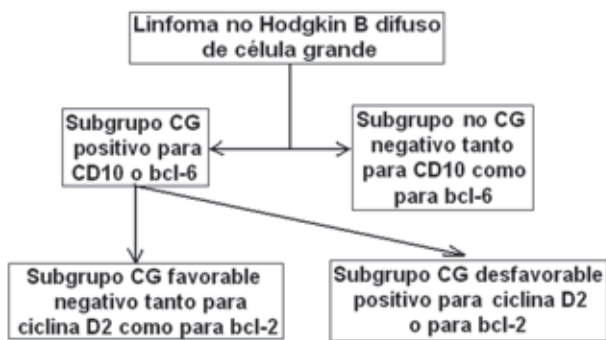 Linfoma no Hodgkin B difuso
de célula grande
Subgrupo CG
positivo para
CD10 o bcl-6
Subgrupo no CG
negativo tanto
para CD10 como
para bcl-6
Subgrupo CG favorable
negativo tanto para
ciclina D2 como para bcl-2
Subgrupo CG desfavorable
positivo para ciclina D2
o para bcl-2